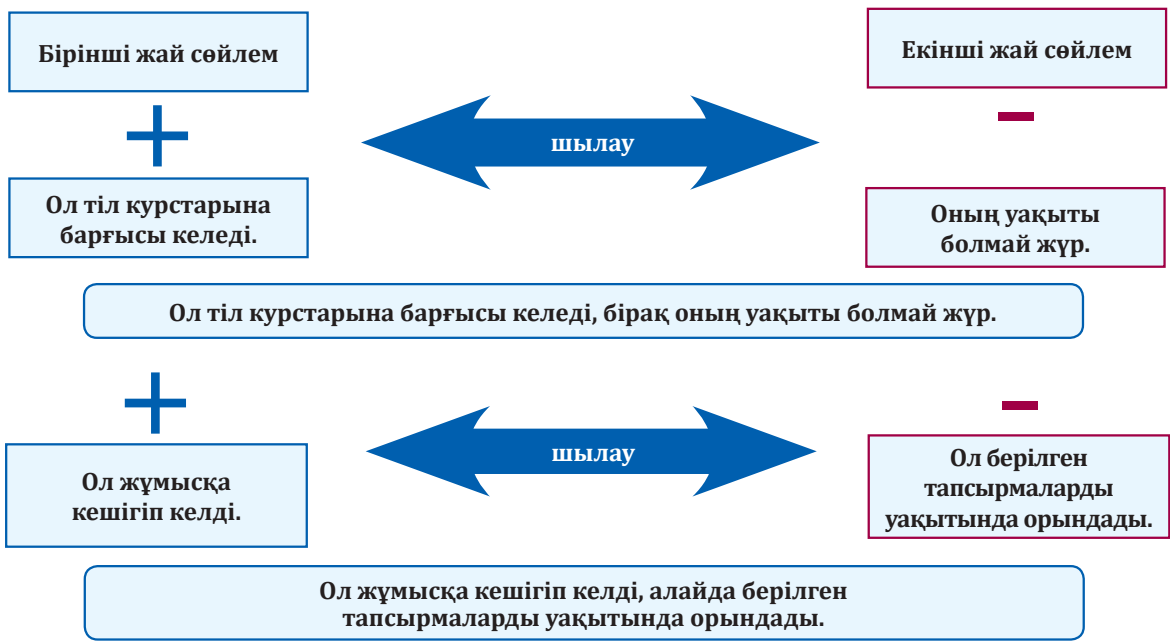 Бірінші жай сөйлем
Екінші жай сөйлем
шылау
Ол тіл курстарына
барғысы келеді.
Оның уақыты
болмай жүр.
Ол тіл курстарына барғысы келеді, бірақ оның уақыты болмай жүр.
шылау
Ол жұмысқа
кешігіп келді.
Ол берілген
тапсырмаларды
уақытында орындады.
Ол жұмысқа кешігіп келді, алайда берілген
тапсырмаларды уақытында орындады.